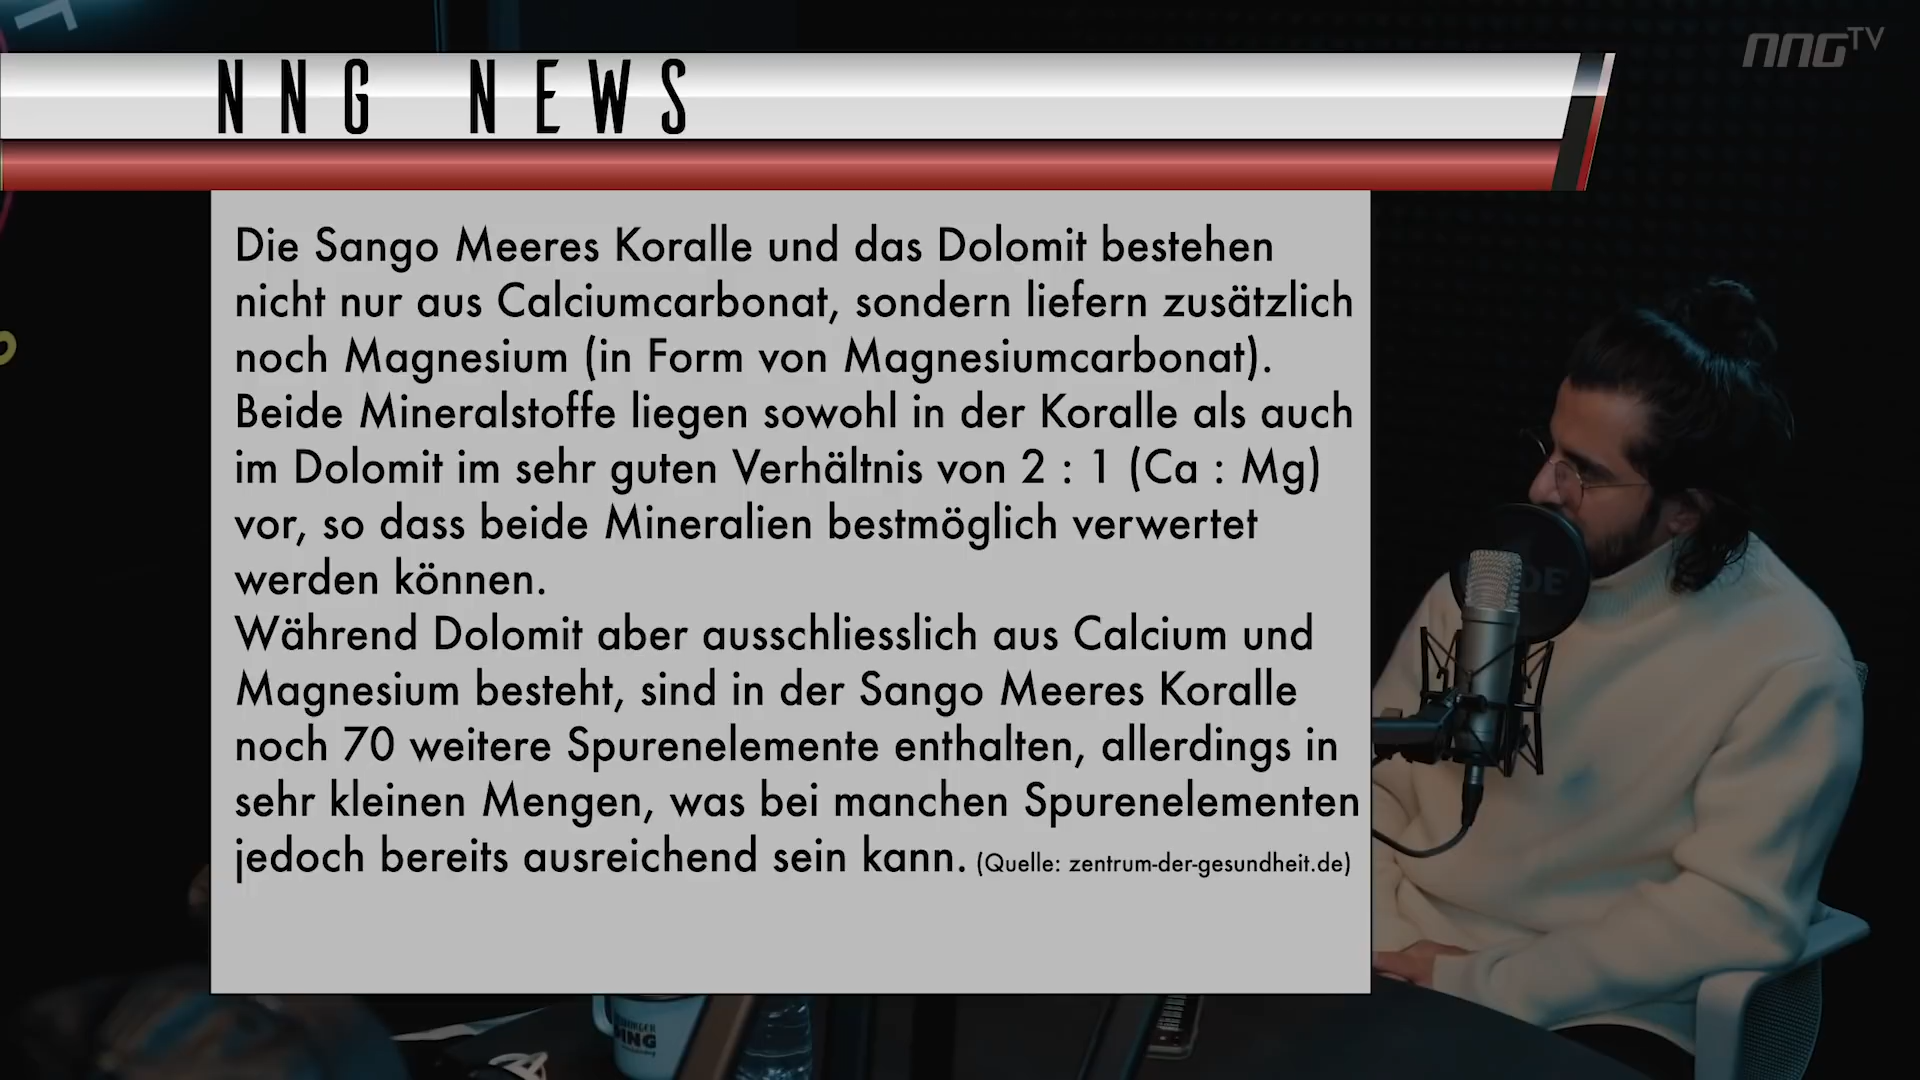 nnG TV
NNG NEWS
Die Sango Meeres Koralle und das Dolomit bestehen
nicht nur aus Calciumcarbonat, sondern liefern zusätzlich
noch Magnesium (in Form von Magnesiumcarbonat).
Beide Mineralstoffe liegen sowohl in der Koralle als auch
im Dolomit im sehr guten Verhältnis von 2 : 1 (Ca : Mg)
vor, so dass beide Mineralien bestmöglich verwertet
werden können.
Während Dolomit aber ausschliesslich aus Calcium und
Magnesium besteht, sind in der Sango Meeres Koralle
noch 70 weitere Spurenelemente enthalten, allerdings in
sehr kleinen Mengen, was bei manchen Spurenelementen
jedoch bereits ausreichend sein kann. (Quelle: zentrum-der-gesundheit.de)